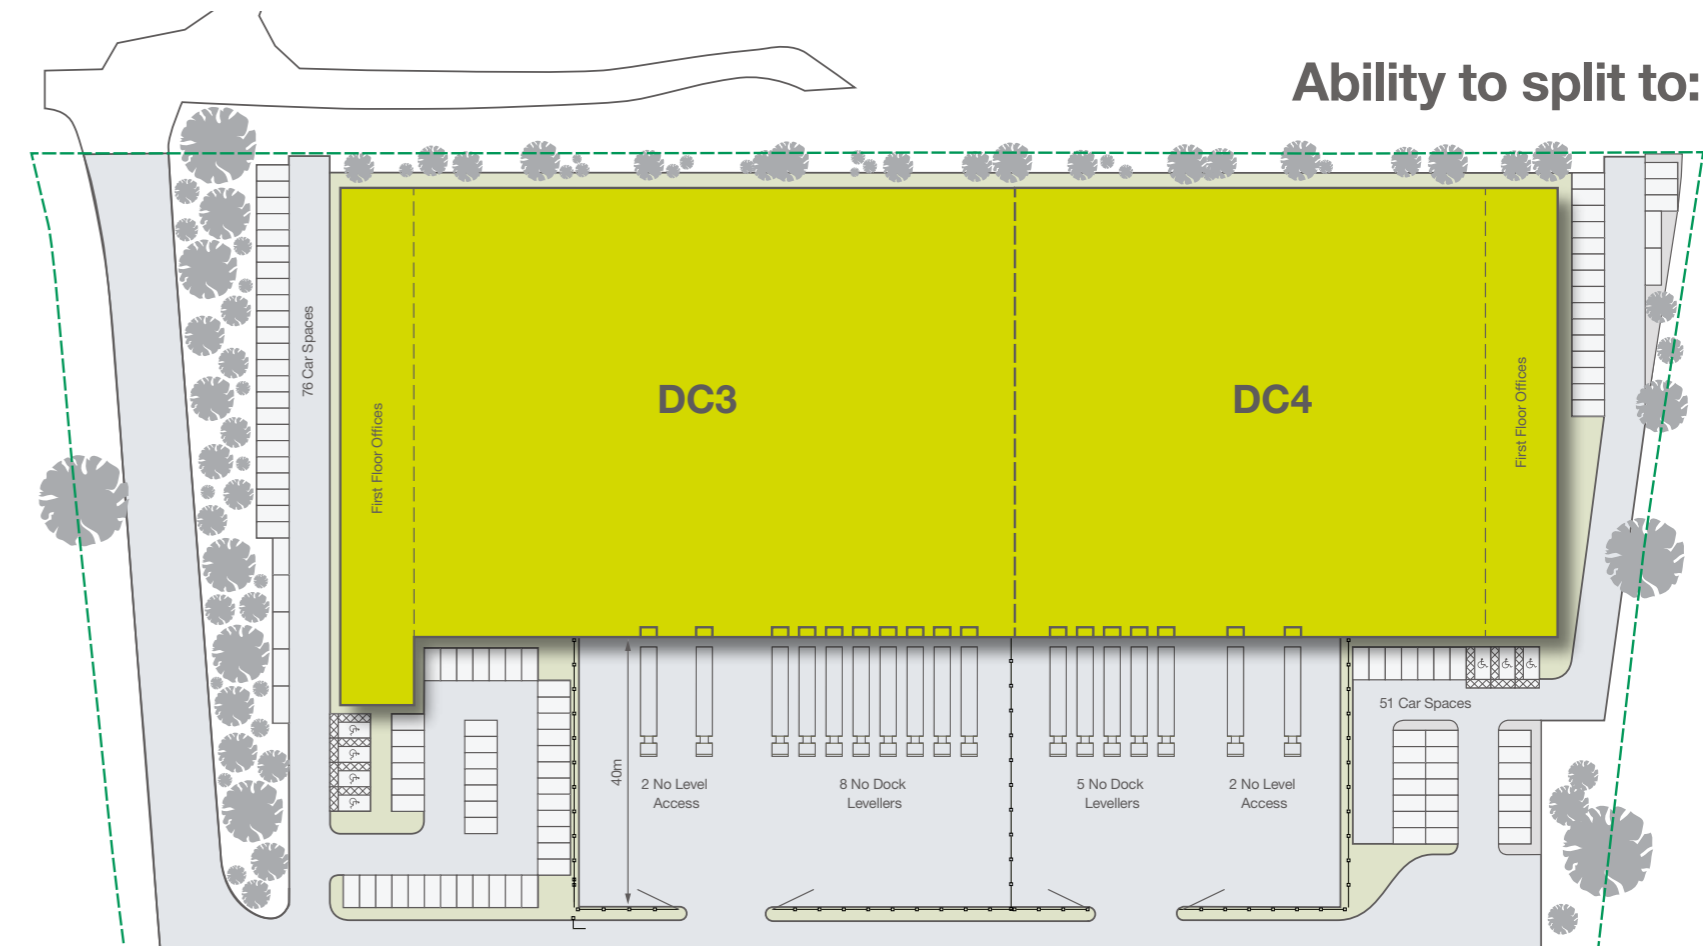 Ability to split to:
76 Car Spaces
First Floor Offices
DC3
DC4
First Floor Offices
51 Car Spaces
40m
2 No Level
Access
8 No Dock
Levellers
5 No Dock
Levellers
2 No Level
Access